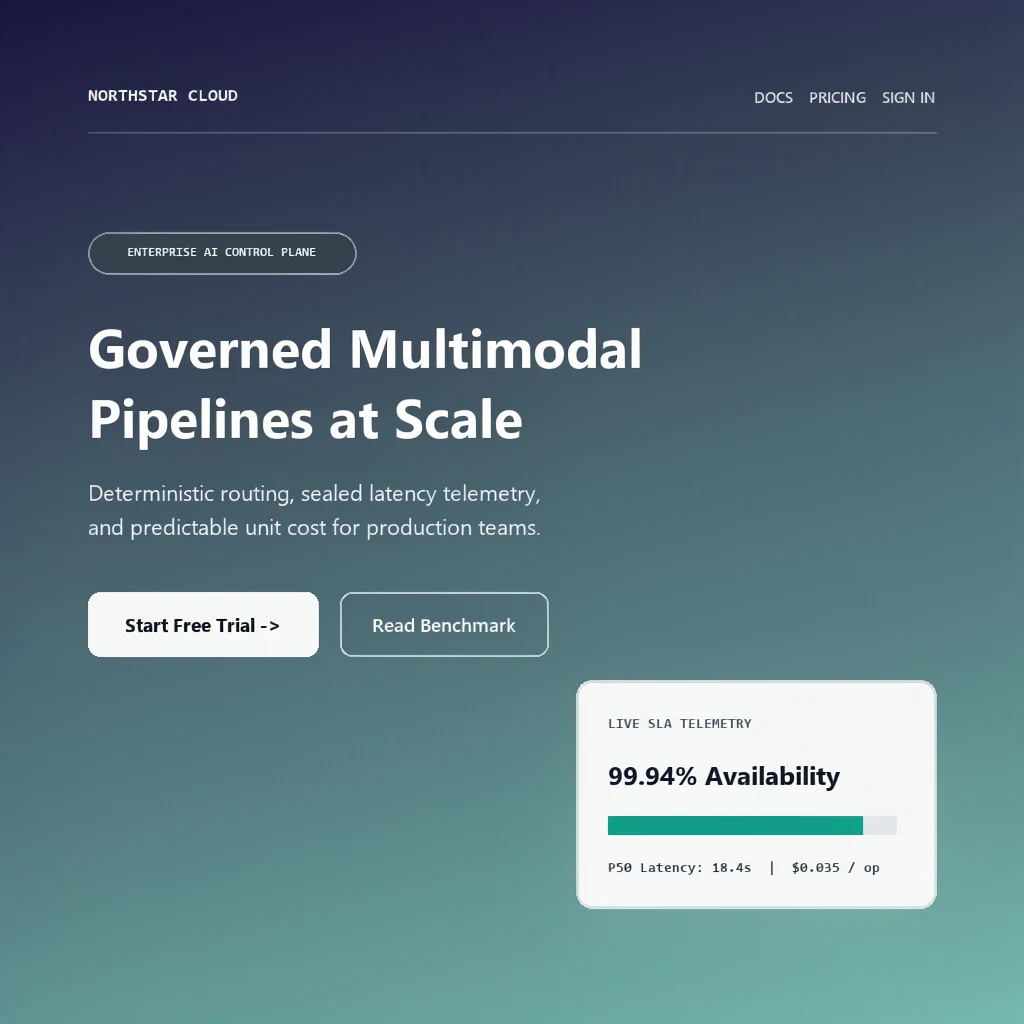 NORTHSTAR CLOUD
DOCS PRICING SIGN IN
ENTERPRISE AI CONTROL PLANE
Governed Multimodal
Pipelines at Scale
Deterministic routing, sealed latency telemetry,
and predictable unit cost for production teams.
Start Free Trial ->
Read Benchmark
LIVE SLA TELEMETRY
99.94% Availability
P50 Latency: 18.4s | $0.035 / op